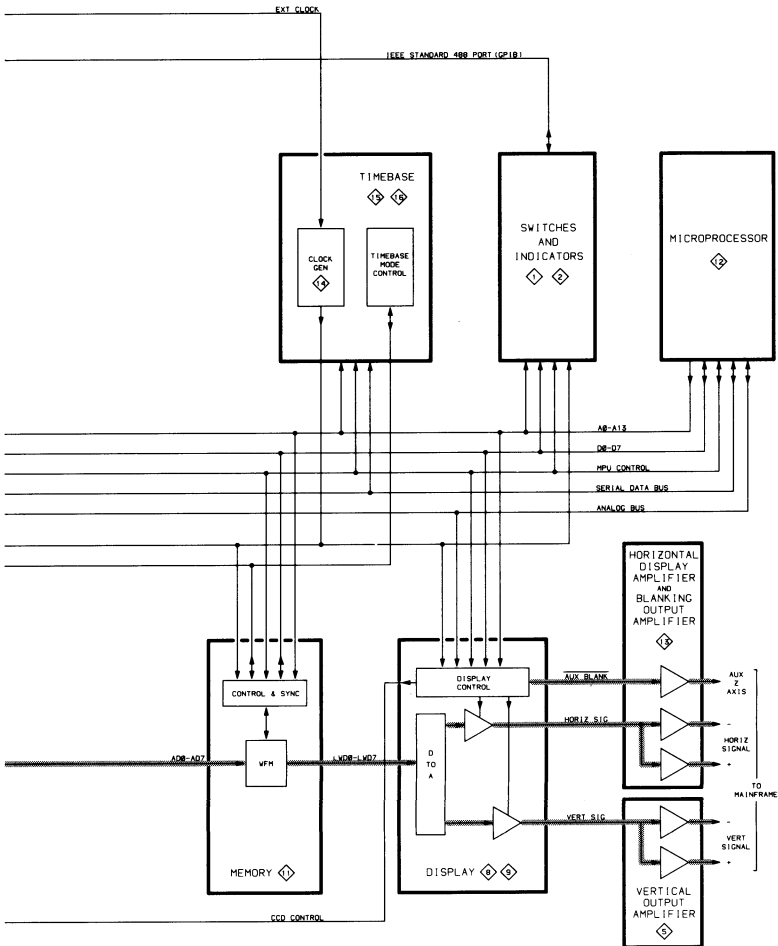 EXT CLOCK
IEEE STANDARD 488 PORT (GPIB)
TIMEBASE
15 16
CLOCK
GEN
14
TIMEBASE
MODE
CONTROL
SWITCHES
AND
INDICATORS
1 2
MICROPROCESSOR
12
A0-A13
D0-D7
MPU CONTROL
SERIAL DATA BUS
ANALOG BUS
HORIZONTAL
DISPLAY
AMPLIFIER
AND
BLANKING
OUTPUT
AMPLIFIER
13
CONTROL & SYNC
AD0-AD7
WFM
MEMORY 11
LWD0-LWD7
DISPLAY
CONTROL
D
TO
A
DISPLAY 8 9
AUX BLANK
HORIZ SIG
VERT SIG
AUX
Z
AXIS
-
HORIZ
SIGNAL
+
TO
MAINFRAME
-
VERT
SIGNAL
+
VERTICAL
OUTPUT
AMPLIFIER
5
CCD CONTROL